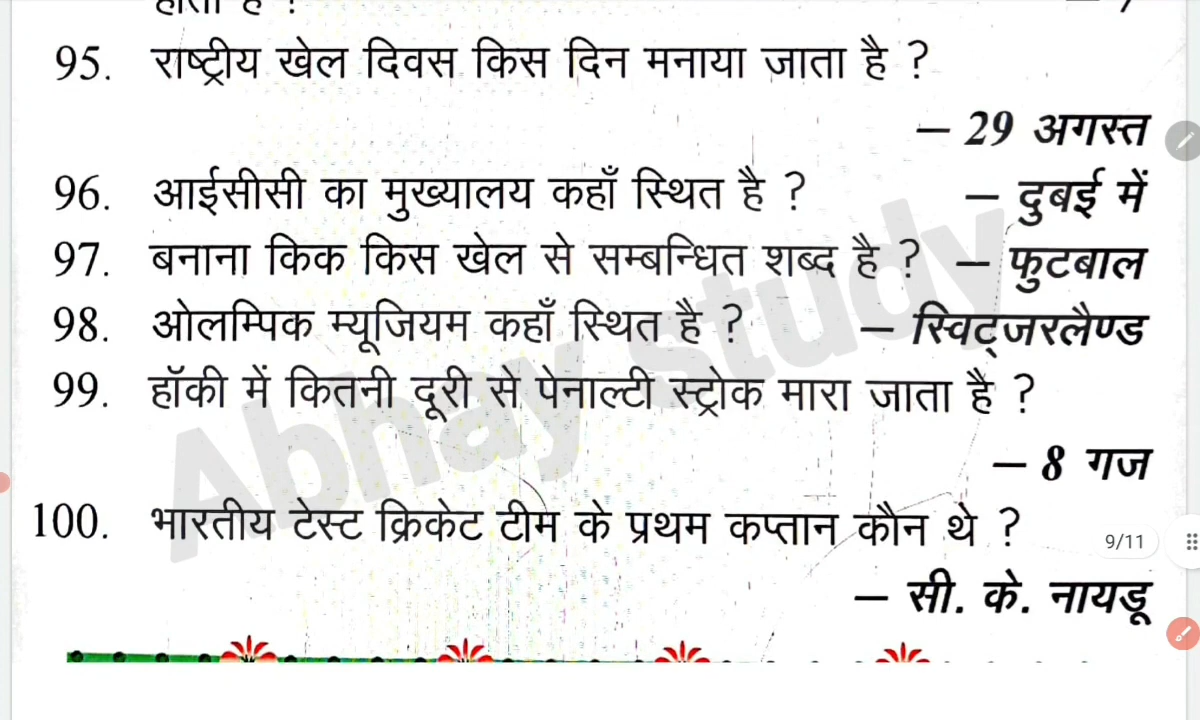 95. राष्ट्रीय खेल दिवस किस दिन मनाया जाता है ?
– 29 अगस्त
96. आईसीसी का मुख्यालय कहाँ स्थित है ? – दुबई में
97. बनाना किक किस खेल से सम्बन्धित शब्द है ? – फुटबाल
98. ओलम्पिक म्यूजियम कहाँ स्थित है ? – स्विट्जरलैण्ड
99. हॉकी में कितनी दूरी से पेनाल्टी स्ट्रोक मारा जाता है ?
– 8 गज
100. भारतीय टेस्ट क्रिकेट टीम के प्रथम कप्तान कौन थे ?
9/11
– सी. के. नायडू
Abhay study